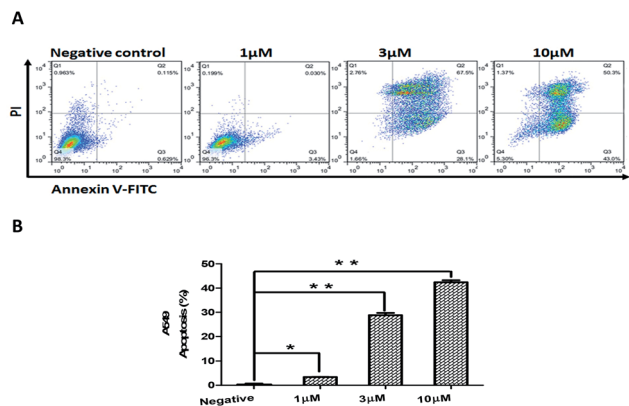 A
Negative control 1μM 3μM 10μM
Q1 0.963% Q2 0.115%
Q4 98.3% Q3 0.629%
Q1 0.199% Q2 0.030%
Q4 96.3% Q3 3.43%
Q1 2.76% Q2 67.5%
Q4 1.66% Q3 28.1%
Q1 1.37% Q2 50.3%
Q4 5.30% Q3 43.0%
PI
Annexin V-FITC
B
A549
Apoptosis (%)
50
40
30
20
10
0
* *
* *
*
Negative 1μM 3μM 10μM